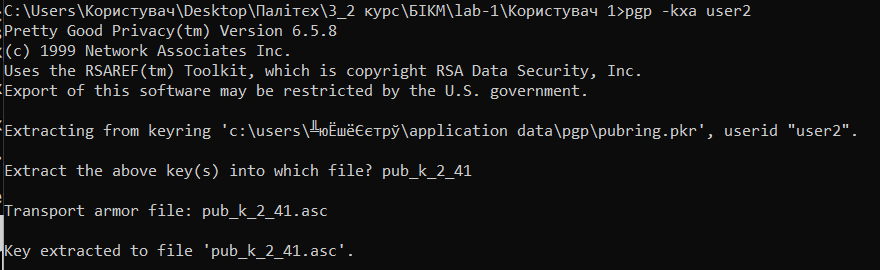 C:\Users\Користувач\Desktop\Палітех\3_2 курс\БІКМ\lab-1\Користувач 1>pgp -kxa user2
Pretty Good Privacy(tm) Version 6.5.8
(c) 1999 Network Associates Inc.
Uses the RSAREF(tm) Toolkit, which is copyright RSA Data Security, Inc.
Export of this software may be restricted by the U.S. government.
Extracting from keyring 'c:\users\╩юЁшёЄєтрў\application data\pgp\pubring.pkr', userid "user2".
Extract the above key(s) into which file? pub_k_2_41
Transport armor file: pub_k_2_41.asc
Key extracted to file 'pub_k_2_41.asc'.